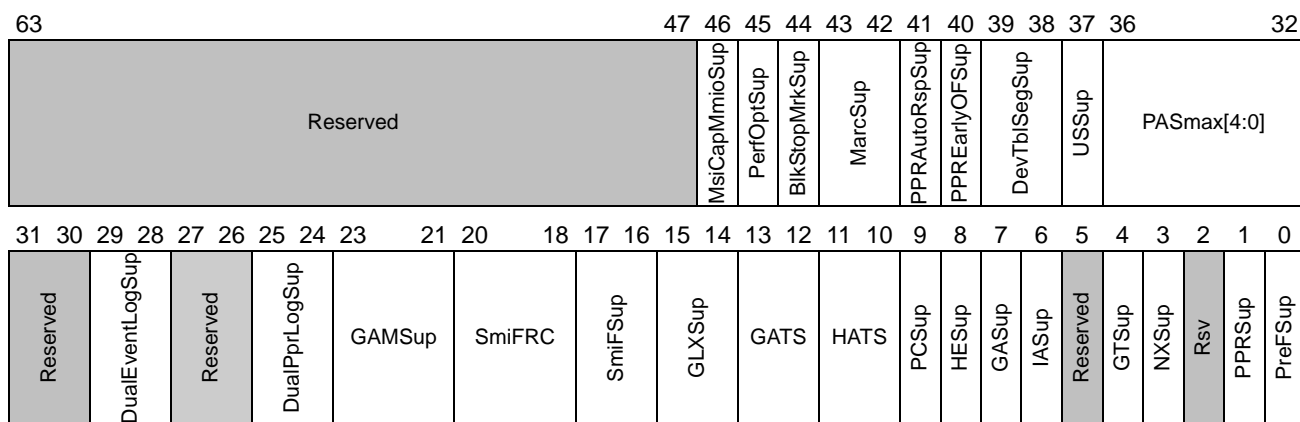 63 47 46 45 44 43 42 41 40 39 38 37 36 32
Reserved MsiCapMmioSup PerfOptSup BlkStopMrkSup MarcSup PPRAutoRspSup PPREarlyOFSup DevTblSegSup USSup PASmax[4:0]
31 30 29 28 27 26 25 24 23 21 20 18 17 16 15 14 13 12 11 10 9 8 7 6 5 4 3 2 1 0
Reserved DualEventLogSup Reserved DualPprLogSup GAMSup SmiFRC SmiFSup GLXSup GATS HATS PCSup HESup GASup IASup Reserved GTSup NXSup Rsv PPRSup PreFSup